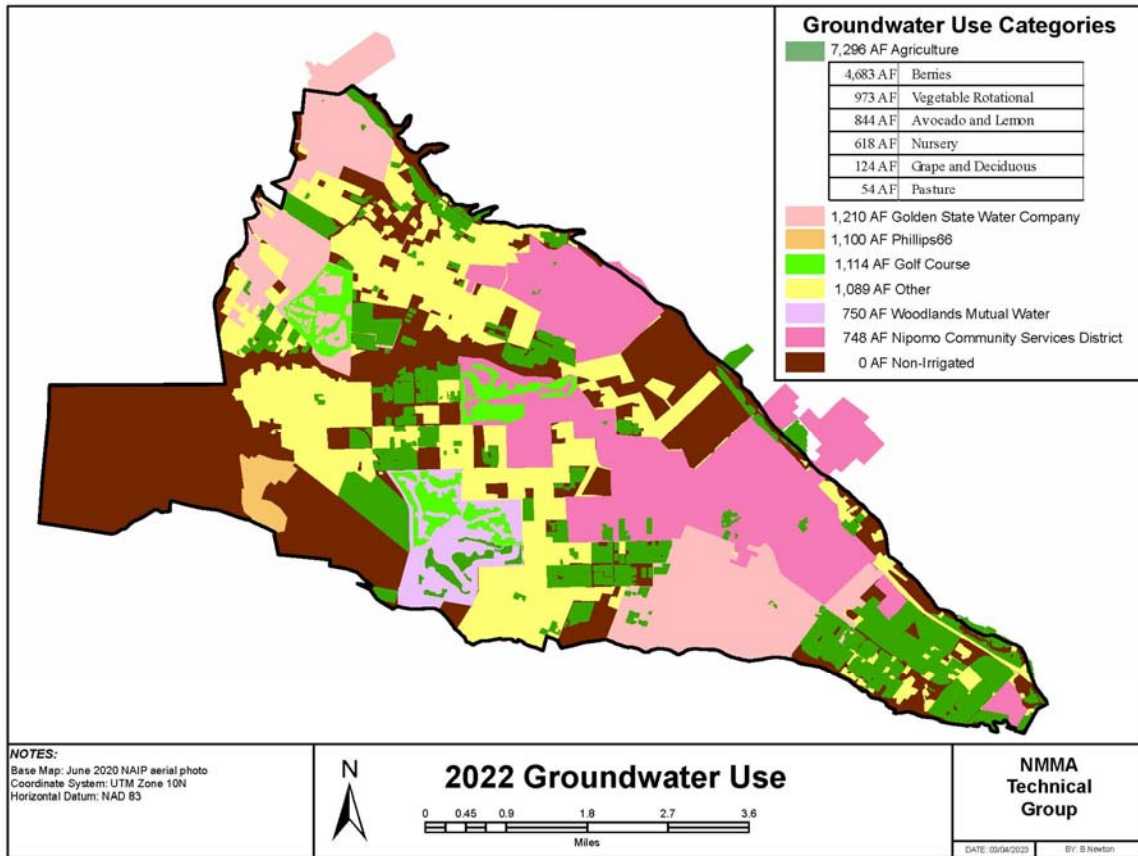 Groundwater Use Categories
7,296 AF Agriculture
4,683 AF Berries
973 AF Vegetable Rotational
844 AF Avocado and Lemon
618 AF Nursery
124 AF Grape and Deciduous
54 AF Pasture
1,210 AF Golden State Water Company
1,100 AF Phillips66
1,114 AF Golf Course
1,089 AF Other
750 AF Woodlands Mutual Water
748 AF Nipomo Community Services District
0 AF Non-Irrigated
NOTES:
Base Map: June 2020 NAIP aerial photo
Coordinate System: UTM Zone 10N
Horizontal Datum: NAD 83
N
2022 Groundwater Use
0 0.45 0.9 1.8 2.7 3.6
Miles
NMMA
Technical
Group
DATE: 03/04/2023 BY: B.Newton